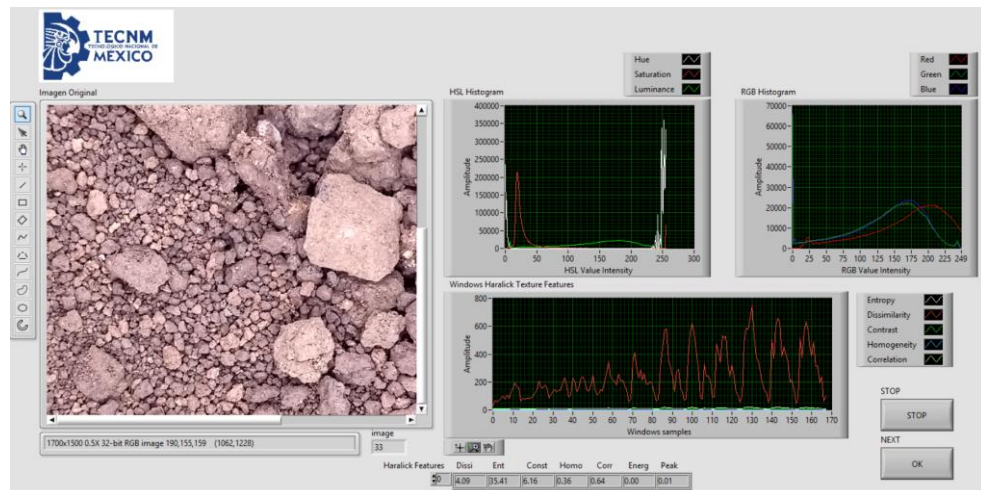 TECNM
TECNOLÓGICO NACIONAL DE
MEXICO
Imagen Original
1700x1500 0.5X 32-bit RGB image 190,155,159 (1062,1228)
image
33
Hue
Saturation
Luminance
HSL Histogram
Amplitude
400000
350000
300000
250000
200000
150000
100000
50000
0
0 50 100 150 200 250 300
HSL Value Intensity
Red
Green
Blue
RGB Histogram
Amplitude
70000
60000
50000
40000
30000
20000
10000
0
0 25 50 75 100 125 150 175 200 225 249
RGB Value Intensity
Windows Haralick Texture Features
Amplitude
800
600
400
200
0
0 10 20 30 40 50 60 70 80 90 100 110 120 130 140 150 160 170
Windows samples
Entropy
Dissimilarity
Contrast
Homogeneity
Correlation
STOP
STOP
NEXT
OK
Haralick Features Dissi Ent Const Homo Corr Energ Peak
0 4.09 35.41 6.16 0.36 0.64 0.00 0.01